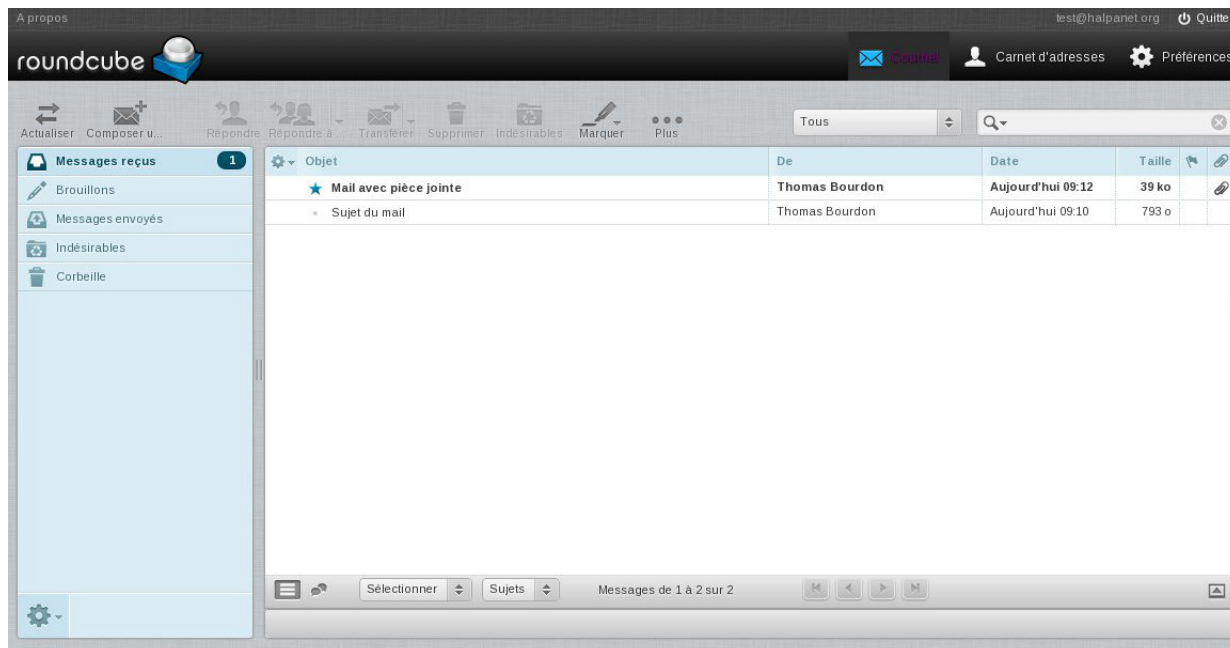 A propos test@halpanet.org Quitte
roundcube Courrier Carnet d'adresses Préférences
Actualiser Composer u... Répondre Répondre à ... Transférer Supprimer Indésirables Marquer Plus Tous
Messages reçus 1 Objet De Date Taille
Brouillons Mail avec pièce jointe Thomas Bourdon Aujourd'hui 09:12 39 ko
Messages envoyés Sujet du mail Thomas Bourdon Aujourd'hui 09:10 793 o
Indésirables
Corbeille
Sélectionner Sujets Messages de 1 à 2 sur 2